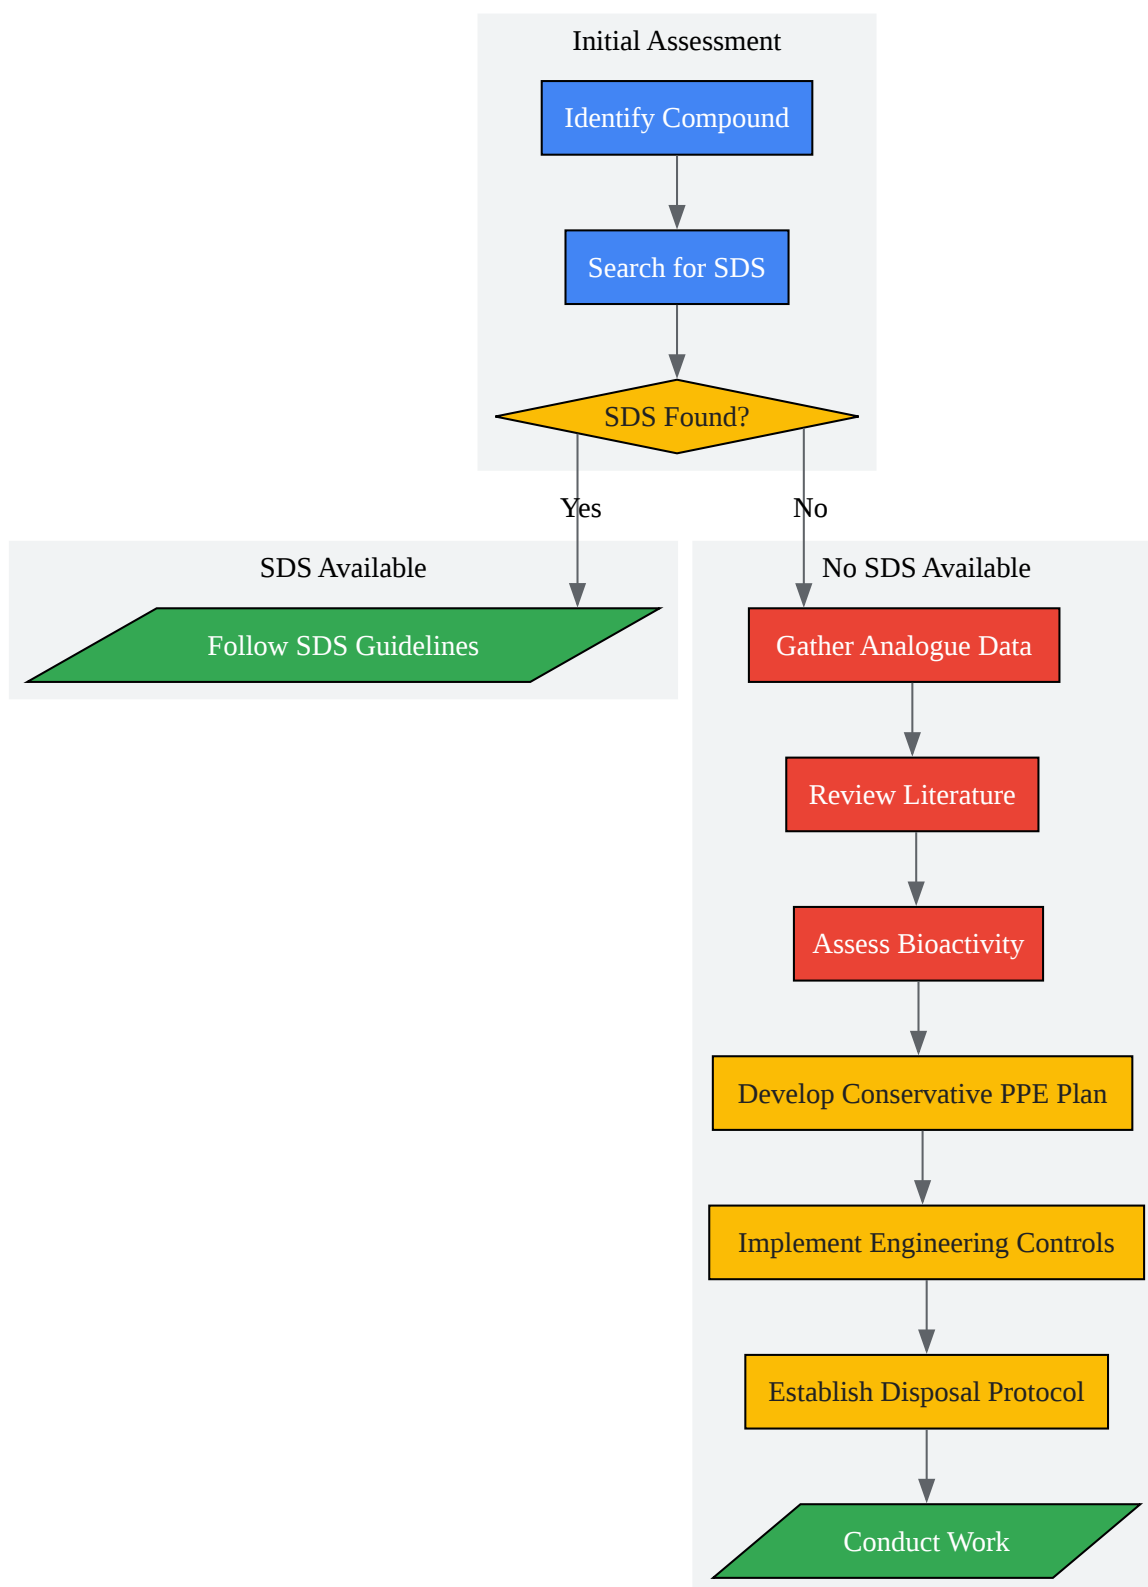 Initial Assessment
Identify Compound
Search for SDS
SDS Found?
Yes
No
SDS Available
Follow SDS Guidelines
No SDS Available
Gather Analogue Data
Review Literature
Assess Bioactivity
Develop Conservative PPE Plan
Implement Engineering Controls
Establish Disposal Protocol
Conduct Work